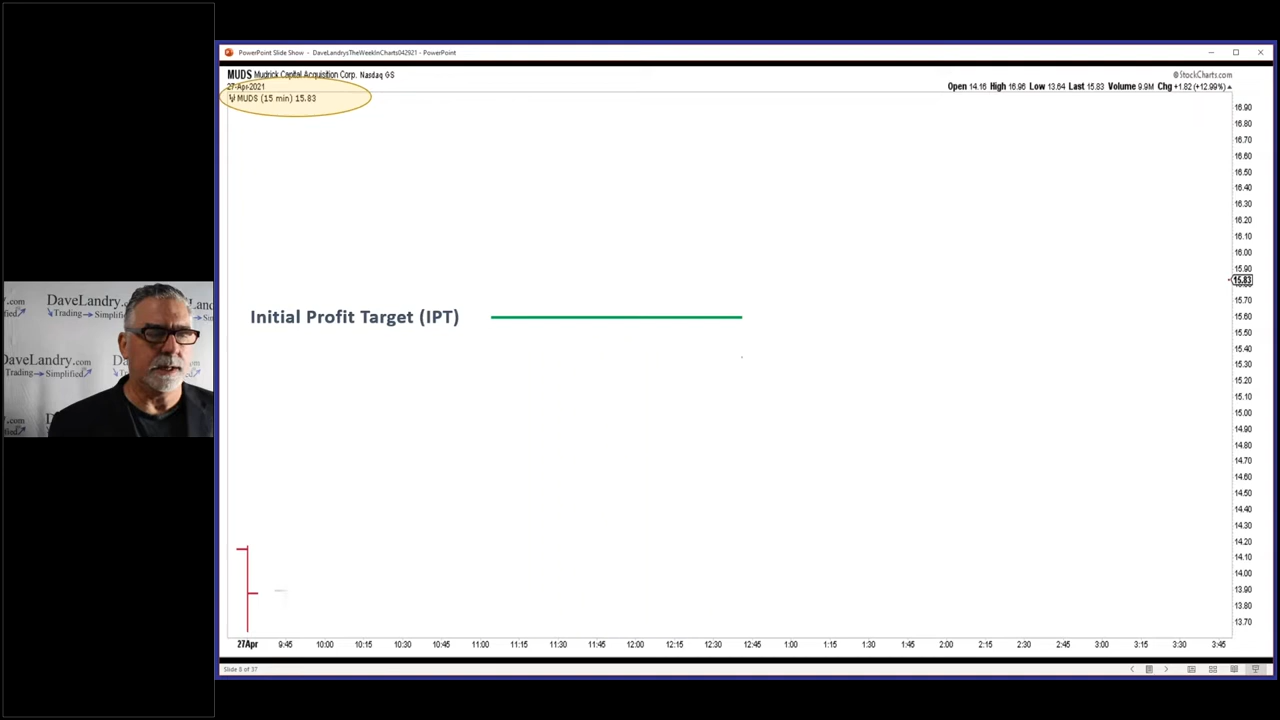 PowerPoint Slide Show - DaveLandrysTheWeekInCharts042921 - PowerPoint
MUDS Mudrick Capital Acquisition Corp. Nasdaq GS
© StockCharts.com
27-Apr-2021
Open 14.16 High 16.96 Low 13.64 Last 15.83 Volume 9.9M Chg +1.82 (+12.99%)
MUDS (15 min) 15.83
16.90
16.80
16.70
16.60
16.50
16.40
16.30
16.20
16.10
16.00
15.90
15.83
15.70
15.60
15.50
15.40
15.30
15.20
15.10
15.00
14.90
14.80
14.70
14.60
14.50
14.40
14.30
14.20
14.10
14.00
13.90
13.80
13.70
Initial Profit Target (IPT)
.com
DaveLandry.
Trading Simplified
DaveLandry.com
Trading Simplified
27Apr 9:45 10:00 10:15 10:30 10:45 11:00 11:15 11:30 11:45 12:00 12:15 12:30 12:45 1:00 1:15 1:30 1:45 2:00 2:15 2:30 2:45 3:00 3:15 3:30 3:45
Slide 8 of 37